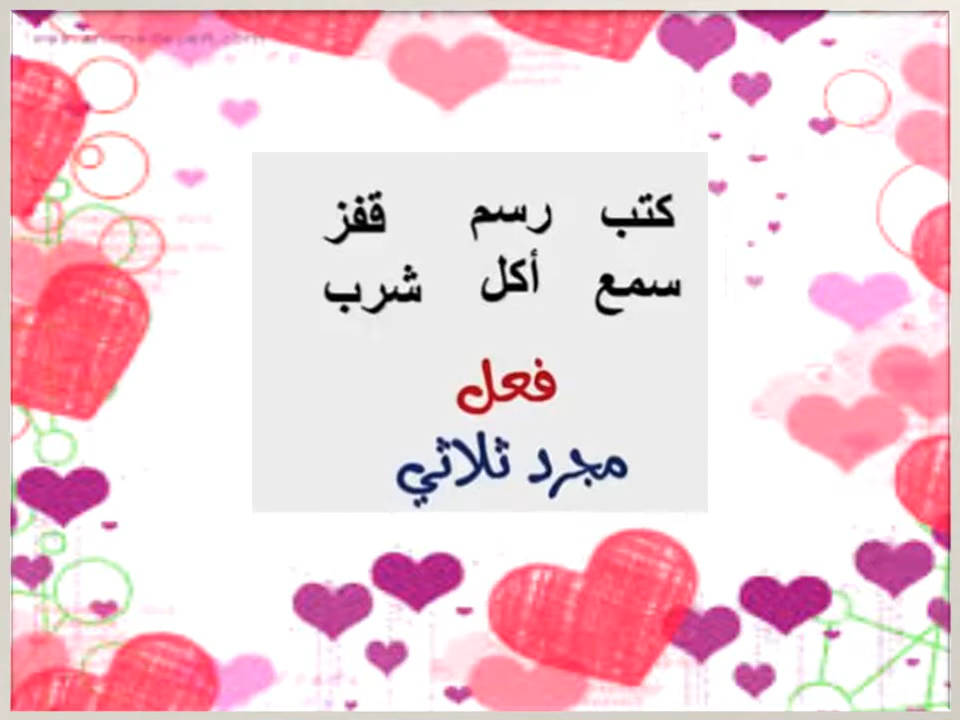 كتب رسم قفز
سمع أكل شرب
فعل
مجرد ثلاثي